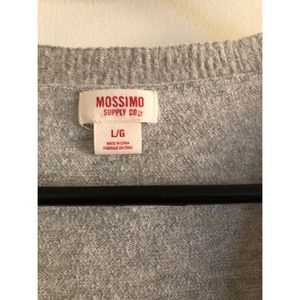 MOSSIMO
SUPPLY CO.
L/G
MADE IN CHINA
FABRIQUÉ EN CHINE